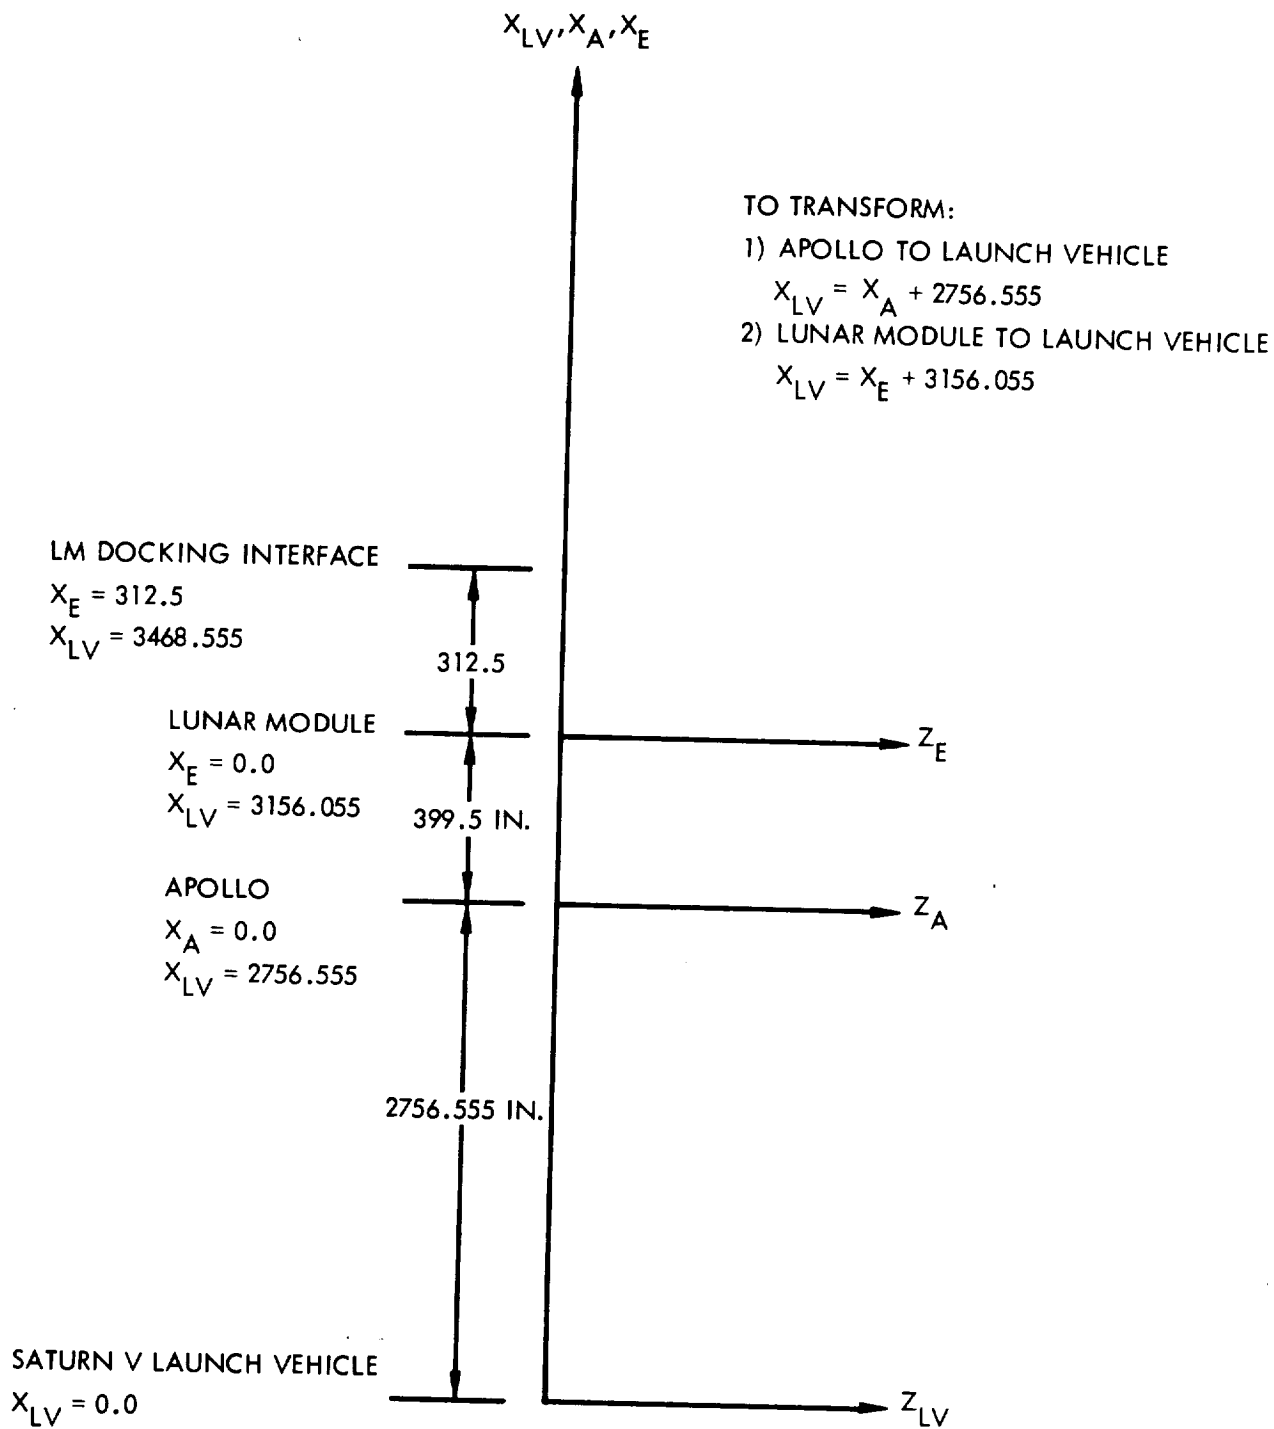 X_LV, X_A, X_E
TO TRANSFORM:
1) APOLLO TO LAUNCH VEHICLE
X_LV = X_A + 2756.555
2) LUNAR MODULE TO LAUNCH VEHICLE
X_LV = X_E + 3156.055
LM DOCKING INTERFACE
X_E = 312.5
X_LV = 3468.555
312.5
LUNAR MODULE
X_E = 0.0
X_LV = 3156.055
399.5 IN.
Z_E
APOLLO
X_A = 0.0
X_LV = 2756.555
Z_A
2756.555 IN.
SATURN V LAUNCH VEHICLE
X_LV = 0.0
Z_LV